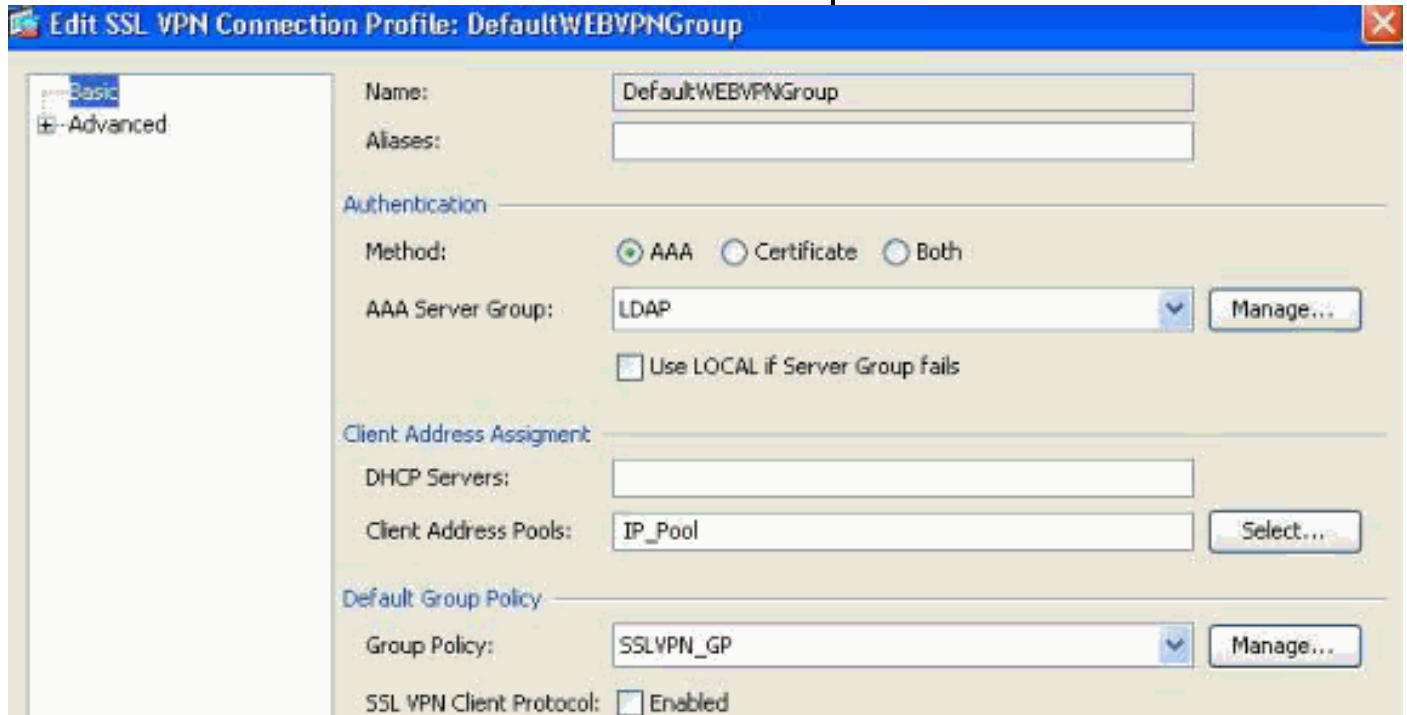 Edit SSL VPN Connection Profile: DefaultWEBVPNGroup
Basic
Advanced
Name: DefaultWEBVPNGroup
Aliases:
Authentication
Method: AAA Certificate Both
AAA Server Group: LDAP Manage...
Use LOCAL if Server Group fails
Client Address Assigment
DHCP Servers:
Client Address Pools: IP_Pool Select...
Default Group Policy
Group Policy: SSLVPN_GP Manage...
SSL VPN Client Protocol: Enabled